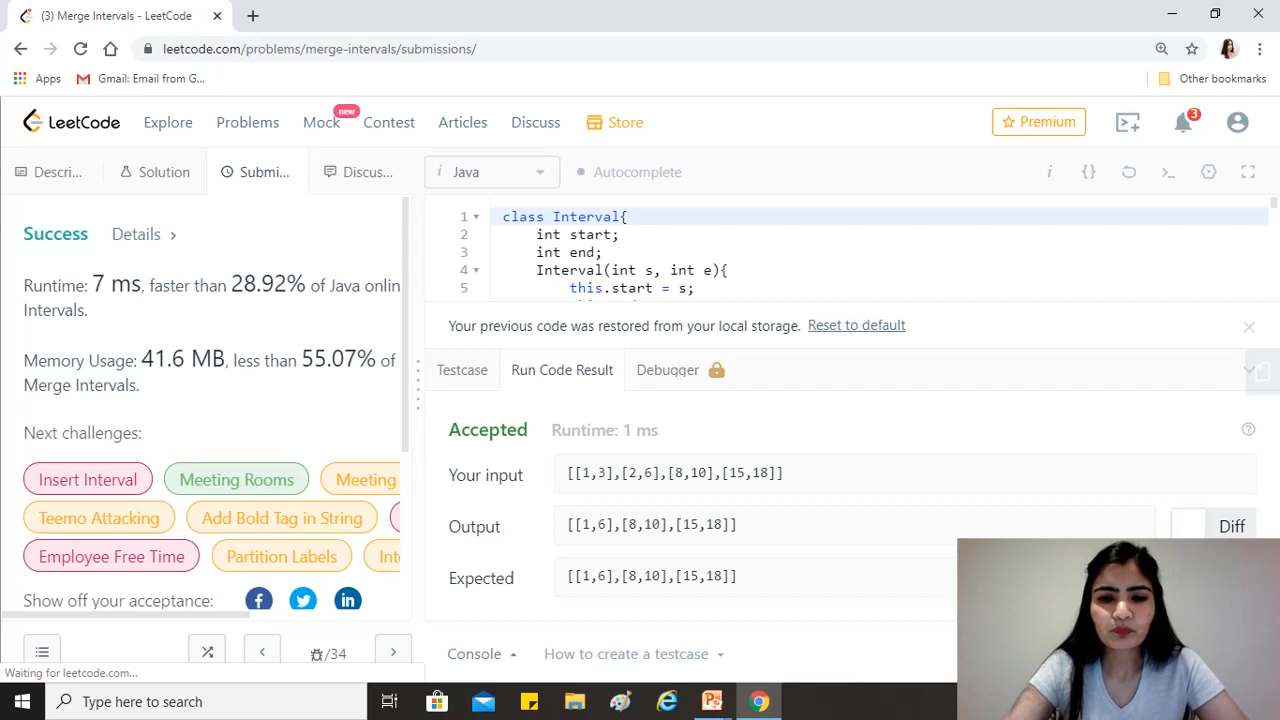 (3) Merge Intervals - LeetCode
leetcode.com/problems/merge-intervals/submissions/
Apps
Gmail: Email from G...
Other bookmarks
LeetCode
Explore
Problems
Mock
new
Contest
Articles
Discuss
Store
Premium
3
Descri...
Solution
Submi...
Discus...
i
Java
Autocomplete
i
{}
Success
Details >
Runtime: 7 ms, faster than 28.92% of Java online
Intervals.
Memory Usage: 41.6 MB, less than 55.07% of
Merge Intervals.
Next challenges:
Insert Interval
Meeting Rooms
Meeting
Teemo Attacking
Add Bold Tag in String
Employee Free Time
Partition Labels
Int
Show off your acceptance:
/34
1 class Interval{
2 int start;
3 int end;
4 Interval(int s, int e){
5 this.start = s;
Your previous code was restored from your local storage. Reset to default
Testcase
Run Code Result
Debugger
Accepted
Runtime: 1 ms
Your input
[[1,3],[2,6],[8,10],[15,18]]
Output
[[1,6],[8,10],[15,18]]
Diff
Expected
[[1,6],[8,10],[15,18]]
Console
How to create a testcase
Waiting for leetcode.com...
Type here to search